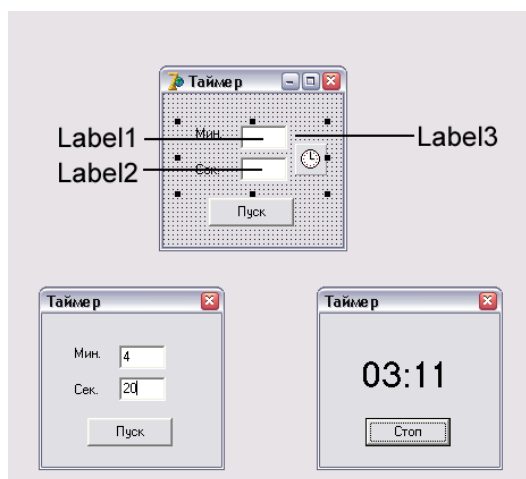 Таймер
Label1
Мин.
Label3
Label2
Сек.
Пуск
Таймер
Мин. 4
Сек. 20
Пуск
Таймер
03:11
Стоп